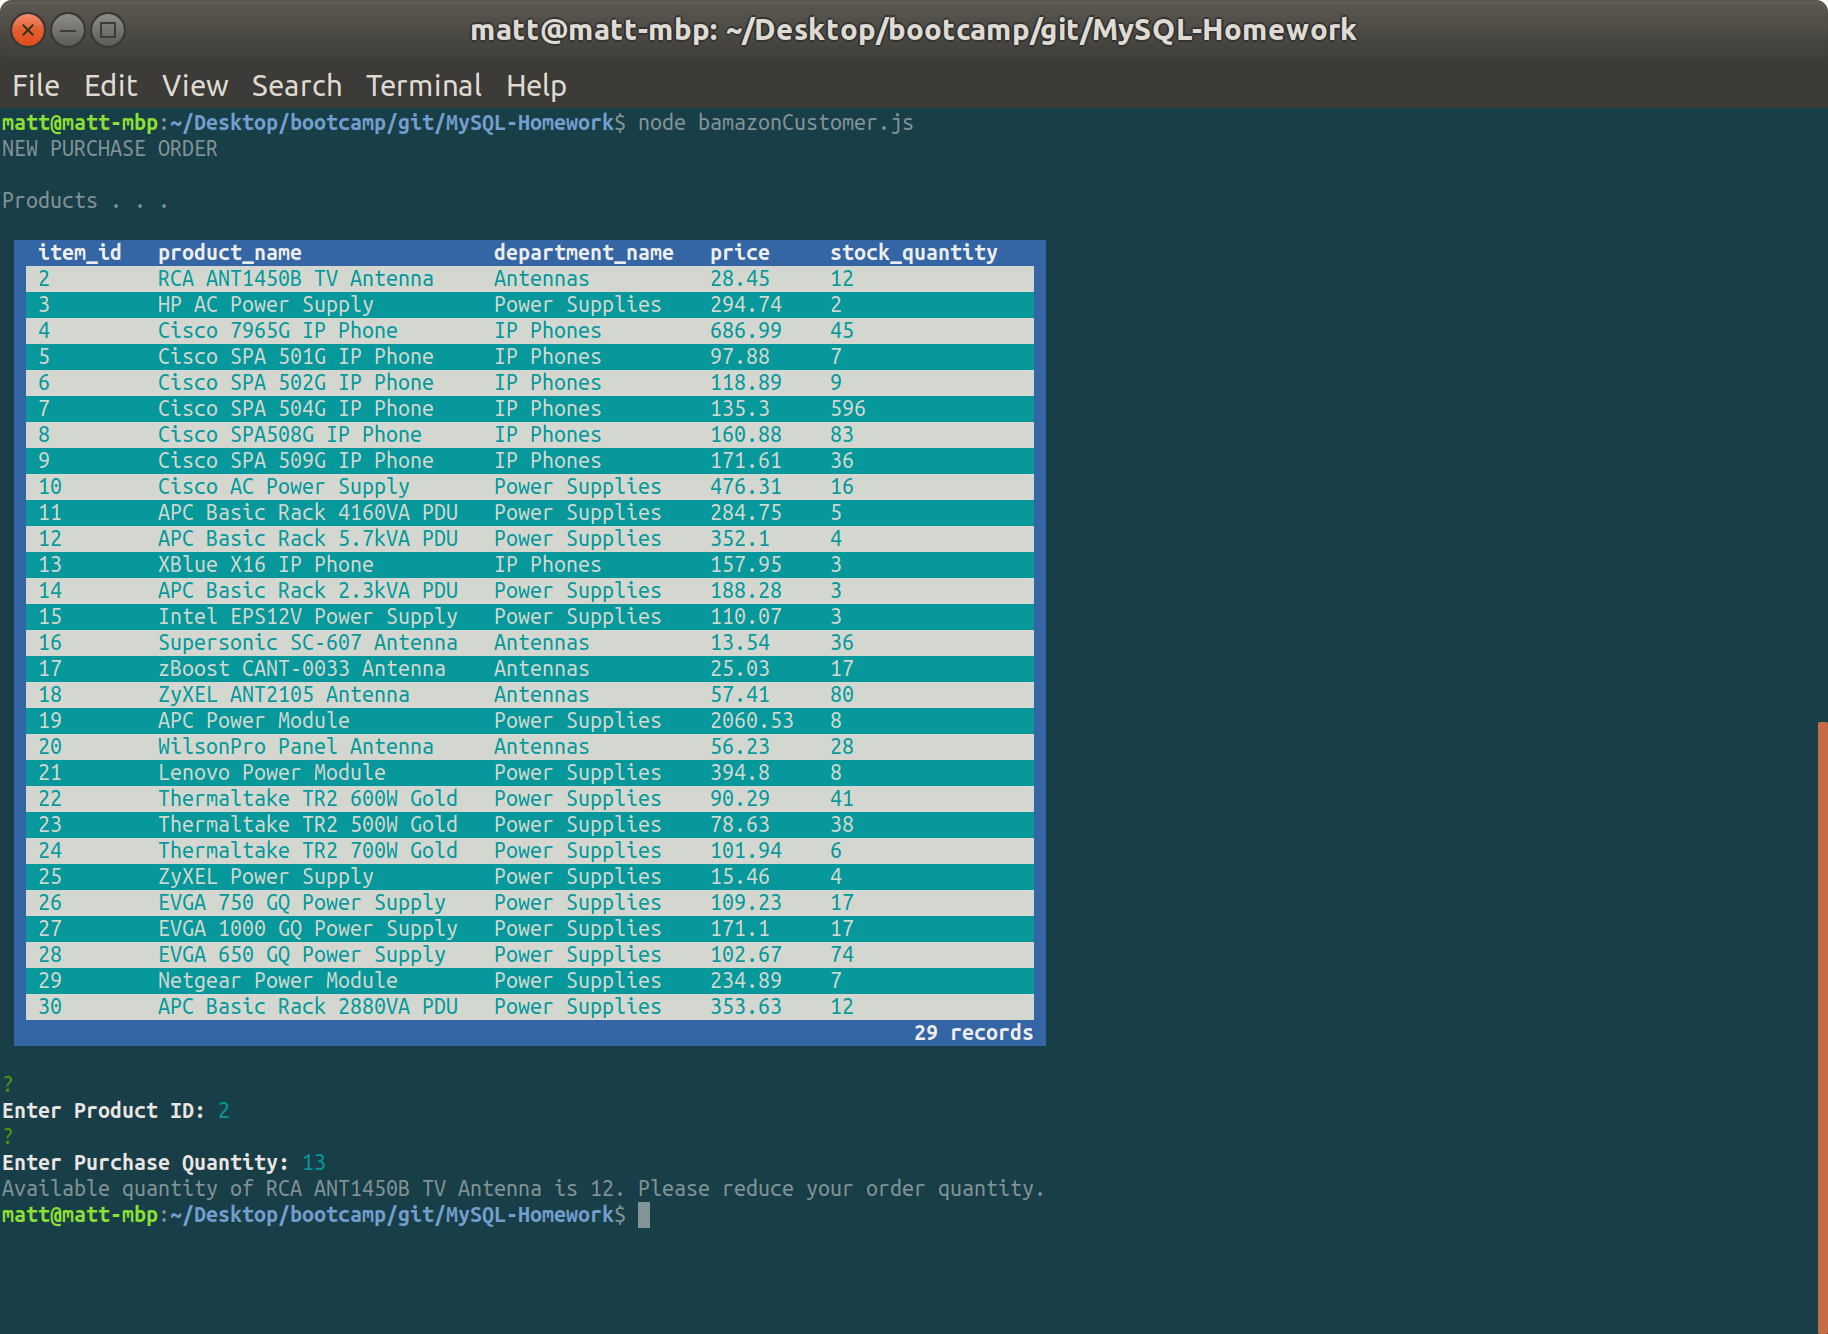 matt@matt-mbp: ~/Desktop/bootcamp/git/MySQL-Homework
File Edit View Search Terminal Help
matt@matt-mbp:~/Desktop/bootcamp/git/MySQL-Homework$ node bamazonCustomer.js
NEW PURCHASE ORDER
Products . . .
item_id product_name department_name price stock_quantity
2 RCA ANT1450B TV Antenna Antennas 28.45 12
3 HP AC Power Supply Power Supplies 294.74 2
4 Cisco 7965G IP Phone IP Phones 686.99 45
5 Cisco SPA 501G IP Phone IP Phones 97.88 7
6 Cisco SPA 502G IP Phone IP Phones 118.89 9
7 Cisco SPA 504G IP Phone IP Phones 135.3 596
8 Cisco SPA508G IP Phone IP Phones 160.88 83
9 Cisco SPA 509G IP Phone IP Phones 171.61 36
10 Cisco AC Power Supply Power Supplies 476.31 16
11 APC Basic Rack 4160VA PDU Power Supplies 284.75 5
12 APC Basic Rack 5.7kVA PDU Power Supplies 352.1 4
13 XBlue X16 IP Phone IP Phones 157.95 3
14 APC Basic Rack 2.3kVA PDU Power Supplies 188.28 3
15 Intel EPS12V Power Supply Power Supplies 110.07 3
16 Supersonic SC-607 Antenna Antennas 13.54 36
17 zBoost CANT-0033 Antenna Antennas 25.03 17
18 ZyXEL ANT2105 Antenna Antennas 57.41 80
19 APC Power Module Power Supplies 2060.53 8
20 WilsonPro Panel Antenna Antennas 56.23 28
21 Lenovo Power Module Power Supplies 394.8 8
22 Thermaltake TR2 600W Gold Power Supplies 90.29 41
23 Thermaltake TR2 500W Gold Power Supplies 78.63 38
24 Thermaltake TR2 700W Gold Power Supplies 101.94 6
25 ZyXEL Power Supply Power Supplies 15.46 4
26 EVGA 750 GQ Power Supply Power Supplies 109.23 17
27 EVGA 1000 GQ Power Supply Power Supplies 171.1 17
28 EVGA 650 GQ Power Supply Power Supplies 102.67 74
29 Netgear Power Module Power Supplies 234.89 7
30 APC Basic Rack 2880VA PDU Power Supplies 353.63 12
29 records
?
Enter Product ID: 2
?
Enter Purchase Quantity: 13
Available quantity of RCA ANT1450B TV Antenna is 12. Please reduce your order quantity.
matt@matt-mbp:~/Desktop/bootcamp/git/MySQL-Homework$